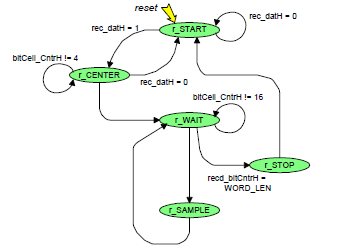 reset
rec_datH = 1
rec_datH = 0
r_START
bitCell_CntrH != 4
r_CENTER
rec_datH = 0
bitCell_CntrH != 16
r_WAIT
r_STOP
recd_bitCntrH =
WORD_LEN
r_SAMPLE